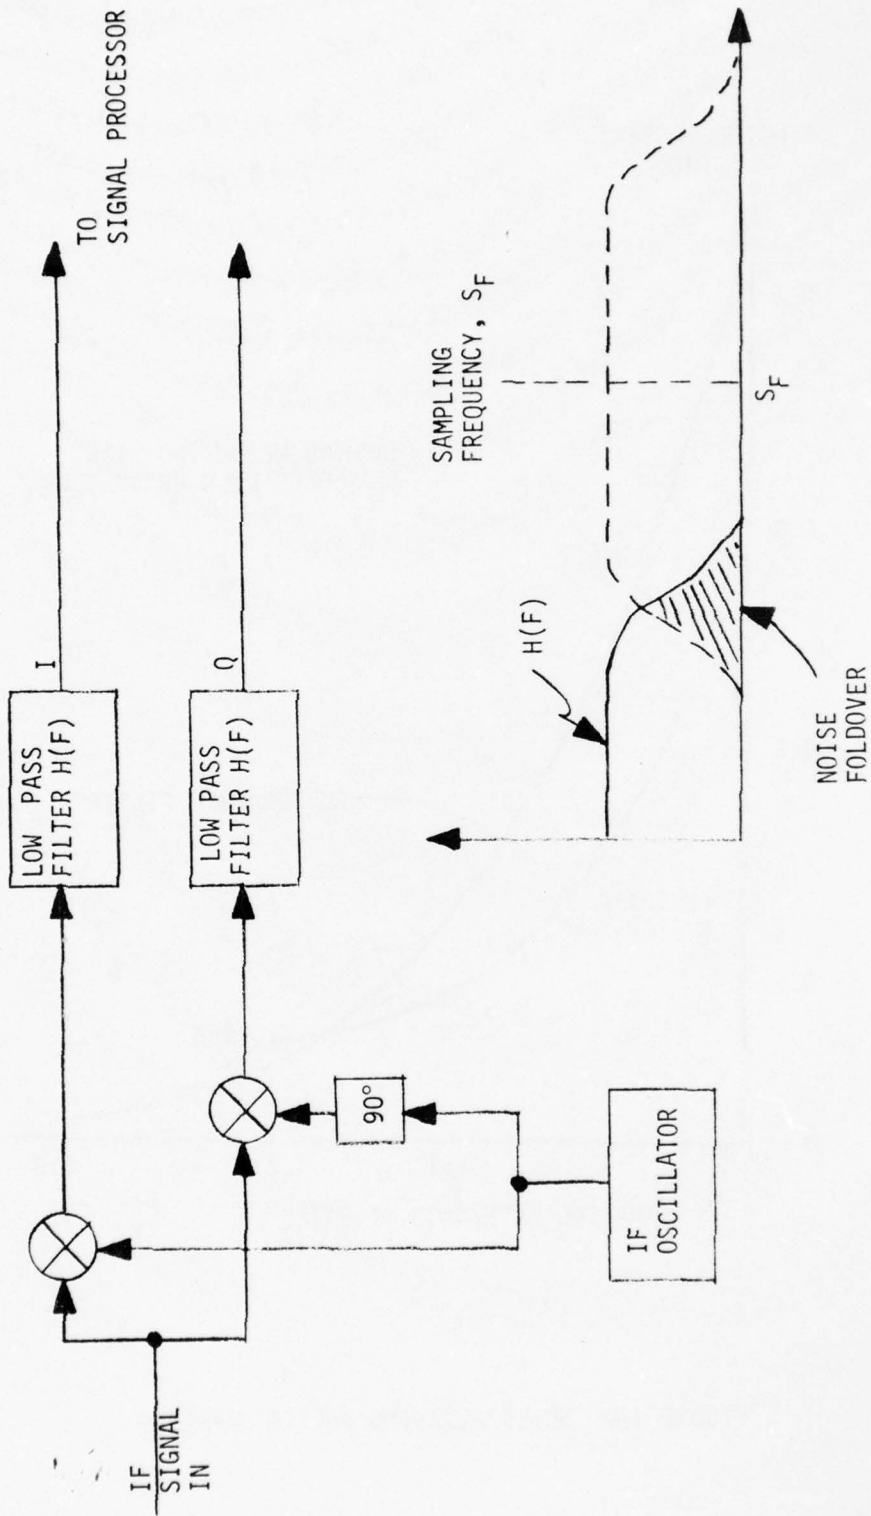 IF
SIGNAL
IN
LOW PASS
FILTER H(F)
I
TO
SIGNAL PROCESSOR
LOW PASS
FILTER H(F)
Q
90°
IF
OSCILLATOR
SAMPLING
FREQUENCY, S_F
H(F)
S_F
NOISE
FOLDOVER